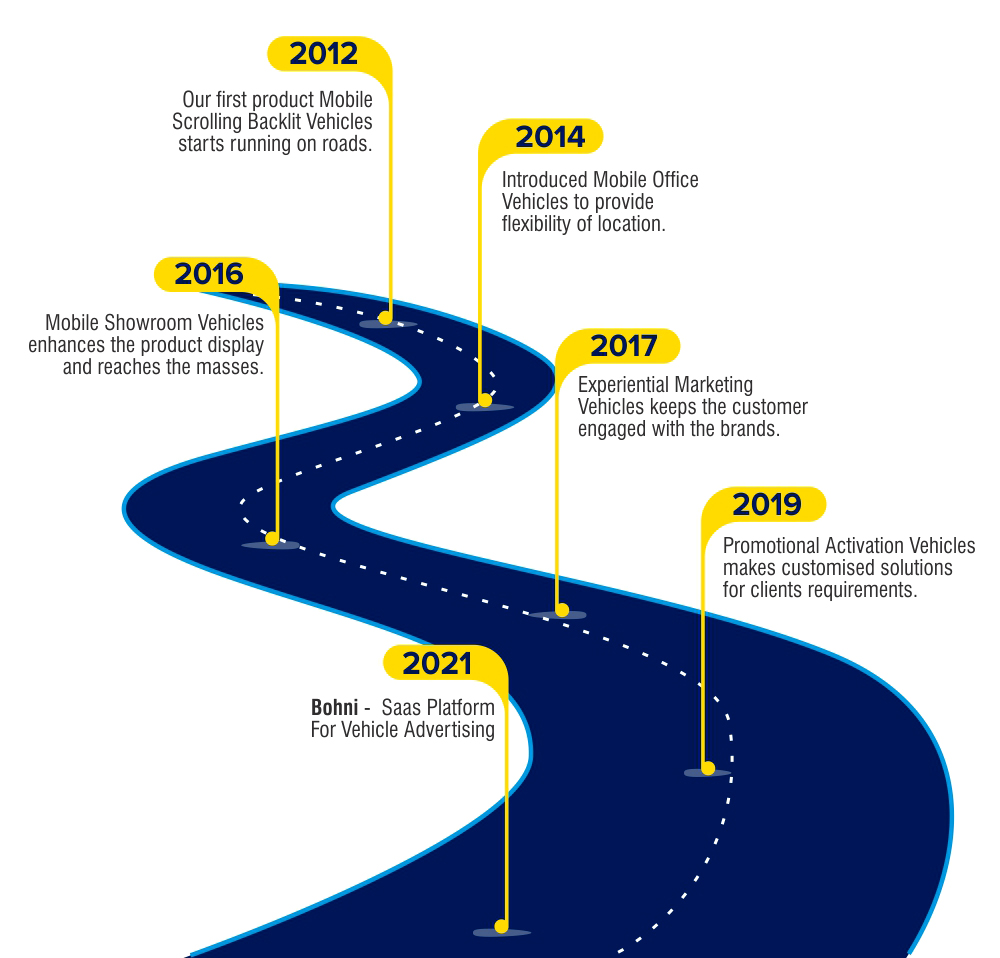 2012
Our first product Mobile
Scrolling Backlit Vehicles
starts running on roads.
2014
Introduced Mobile Office
Vehicles to provide
flexibility of location.
2016
Mobile Showroom Vehicles
enhances the product display
and reaches the masses.
2017
Experiential Marketing
Vehicles keeps the customer
engaged with the brands.
2019
Promotional Activation Vehicles
makes customised solutions
for clients requirements.
2021
Bohni - Saas Platform
For Vehicle Advertising